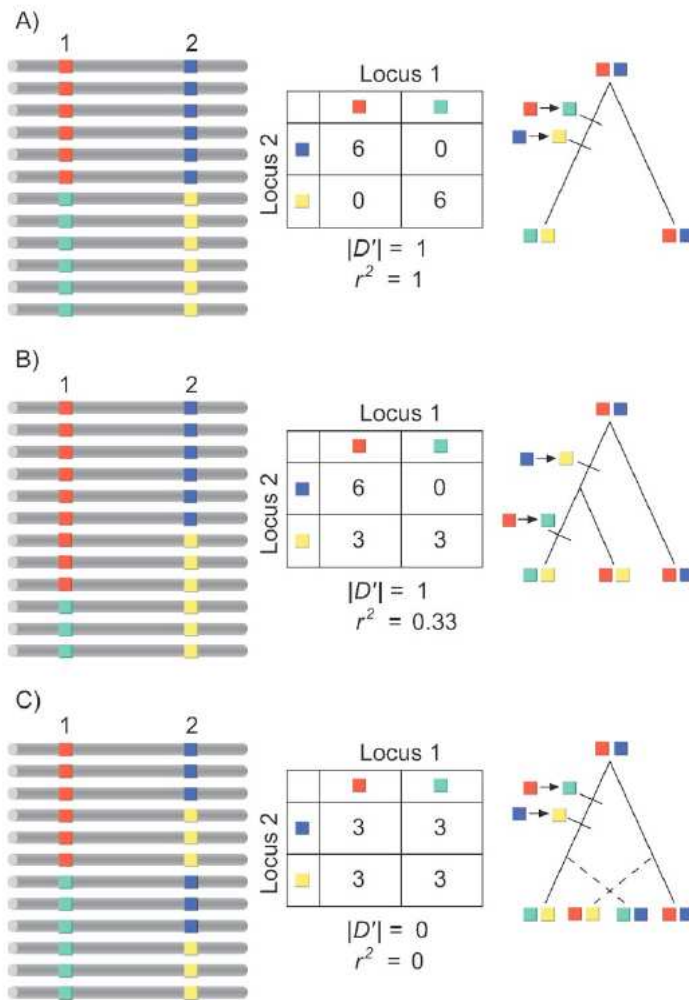 A)
1 2
Locus 1
Locus 2
6 0
0 6
|D′| = 1
r² = 1
B)
1 2
Locus 1
Locus 2
6 0
3 3
|D′| = 1
r² = 0.33
C)
1 2
Locus 1
Locus 2
3 3
3 3
|D′| = 0
r² = 0